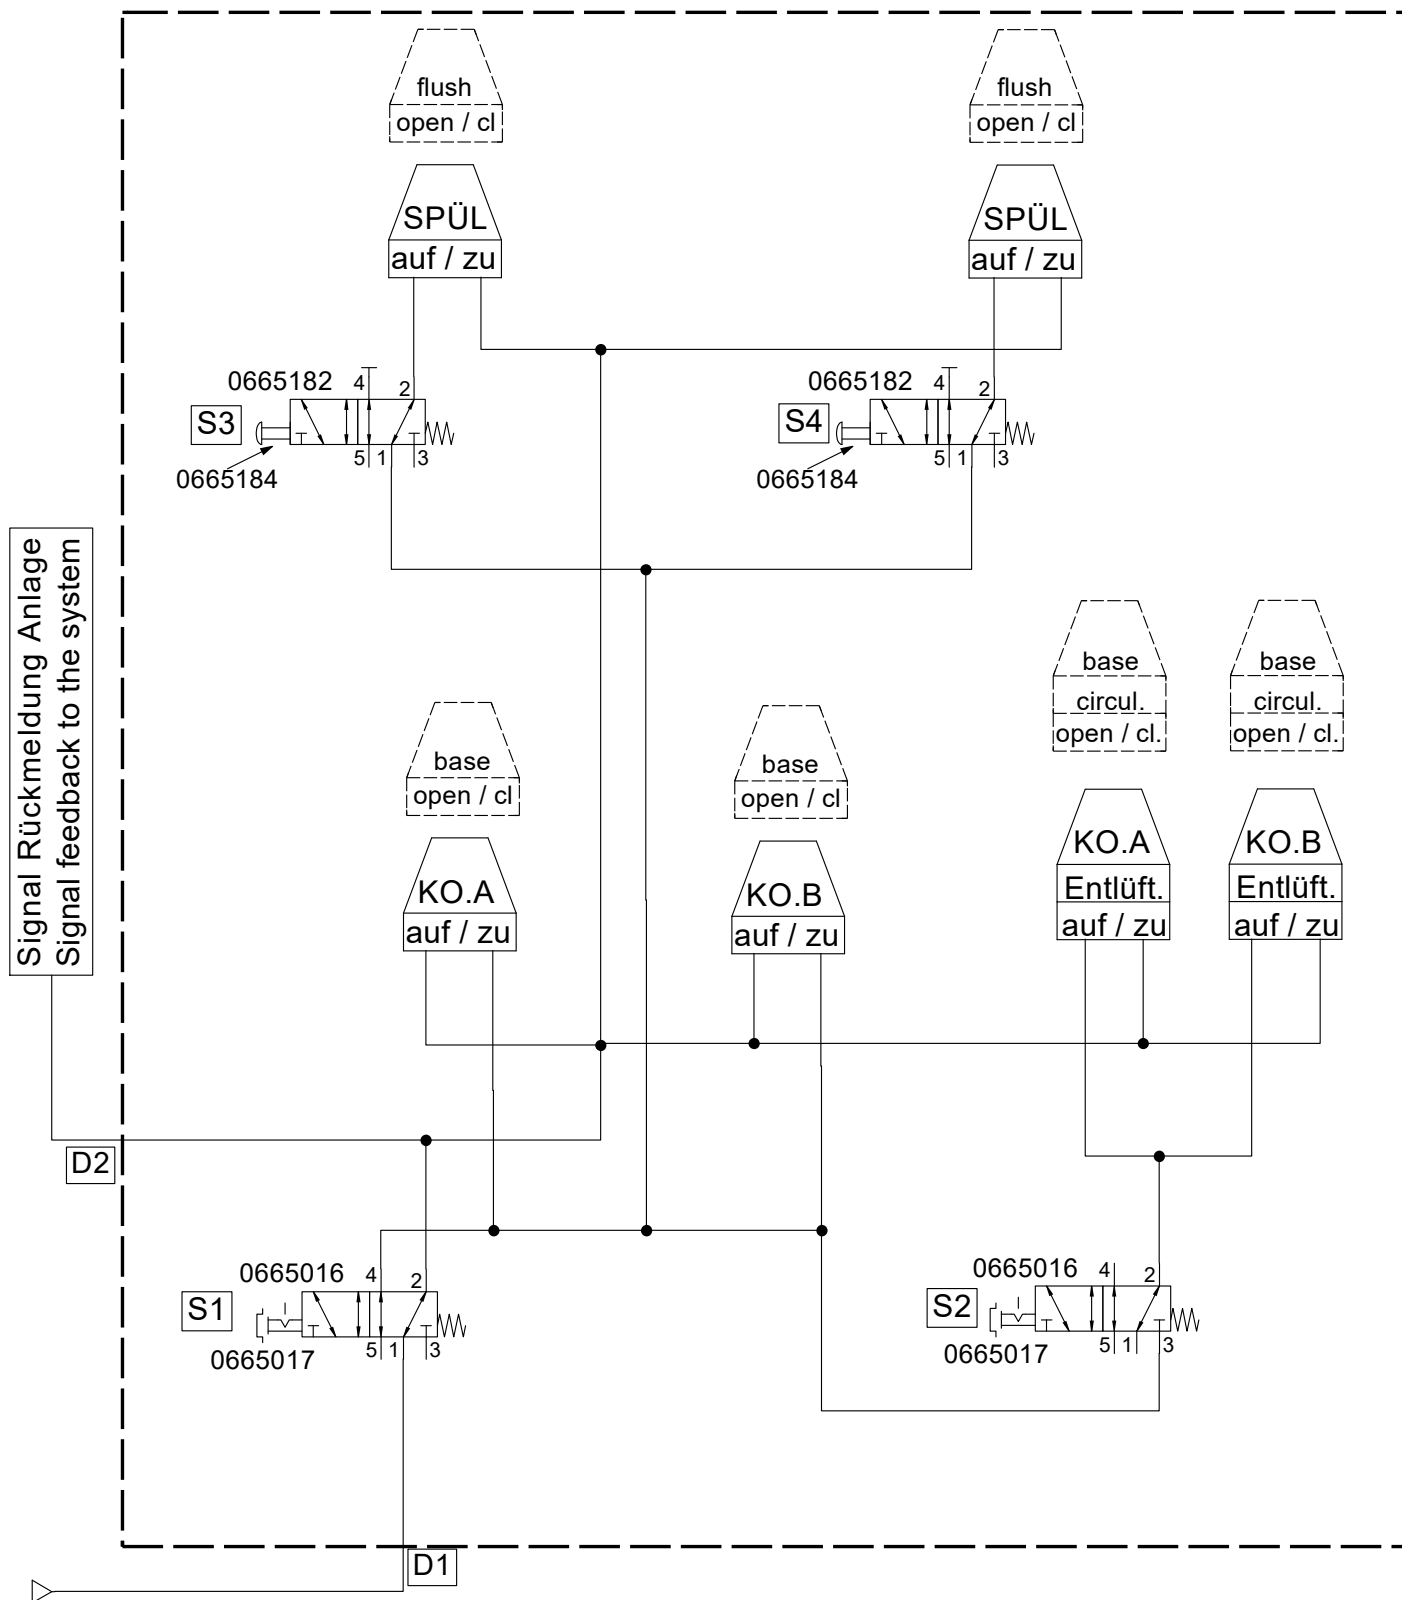 flush
open / cl
flush
open / cl
SPÜL
auf / zu
SPÜL
auf / zu
0665182
4
2
S3
5
1
3
0665184
0665182
4
2
S4
5
1
3
0665184
Signal Rückmeldung Anlage
Signal feedback to the system
base
open / cl
base
open / cl
base
circul.
open / cl.
base
circul.
open / cl.
KO.A
auf / zu
KO.B
auf / zu
KO.A
Entlüft.
auf / zu
KO.B
Entlüft.
auf / zu
D2
0665016
4
2
S1
5
1
3
0665017
0665016
4
2
S2
5
1
3
0665017
D1